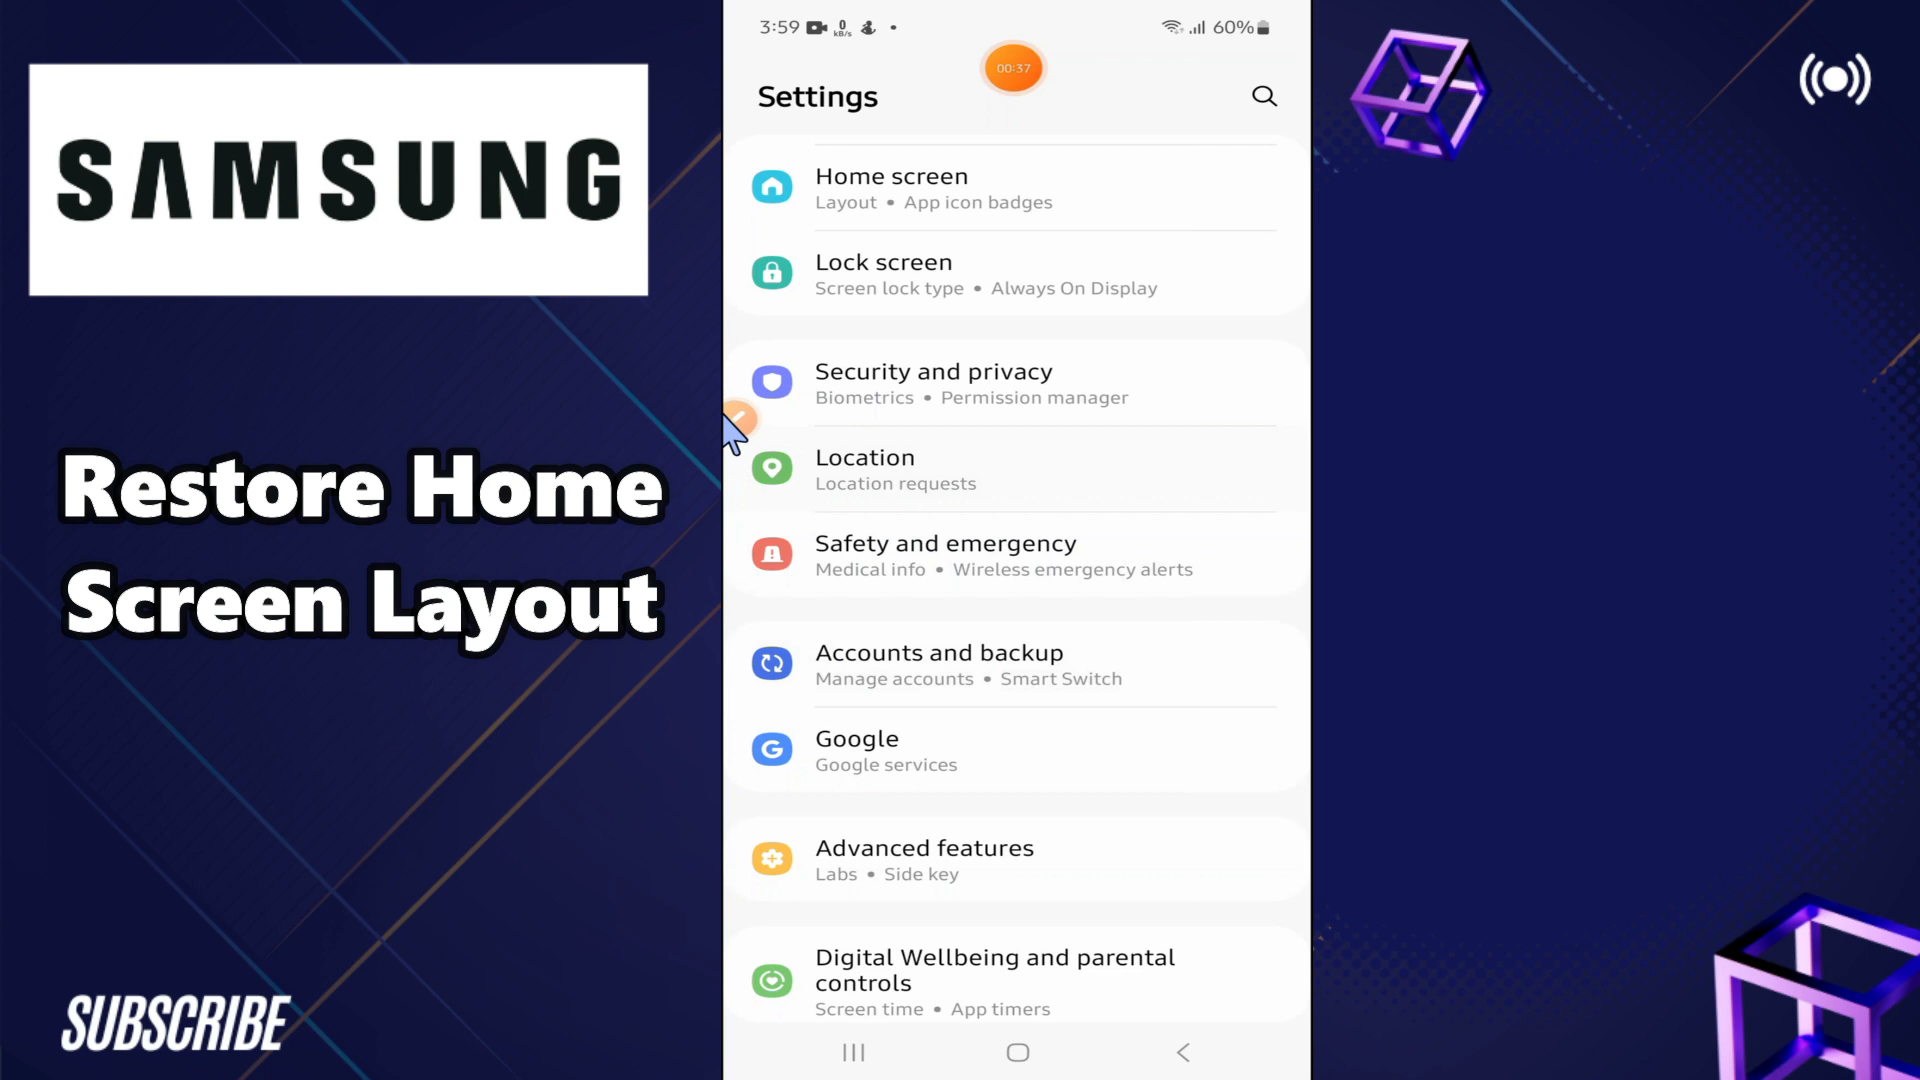 SAMSUNG
Restore Home
Screen Layout
SUBSCRIBE
3:59
0
kB/s
60%
00:37
Settings
Home screen
Layout • App icon badges
Lock screen
Screen lock type • Always On Display
Security and privacy
Biometrics • Permission manager
Location
Location requests
Safety and emergency
Medical info • Wireless emergency alerts
Accounts and backup
Manage accounts • Smart Switch
Google
Google services
Advanced features
Labs • Side key
Digital Wellbeing and parental
controls
Screen time • App timers